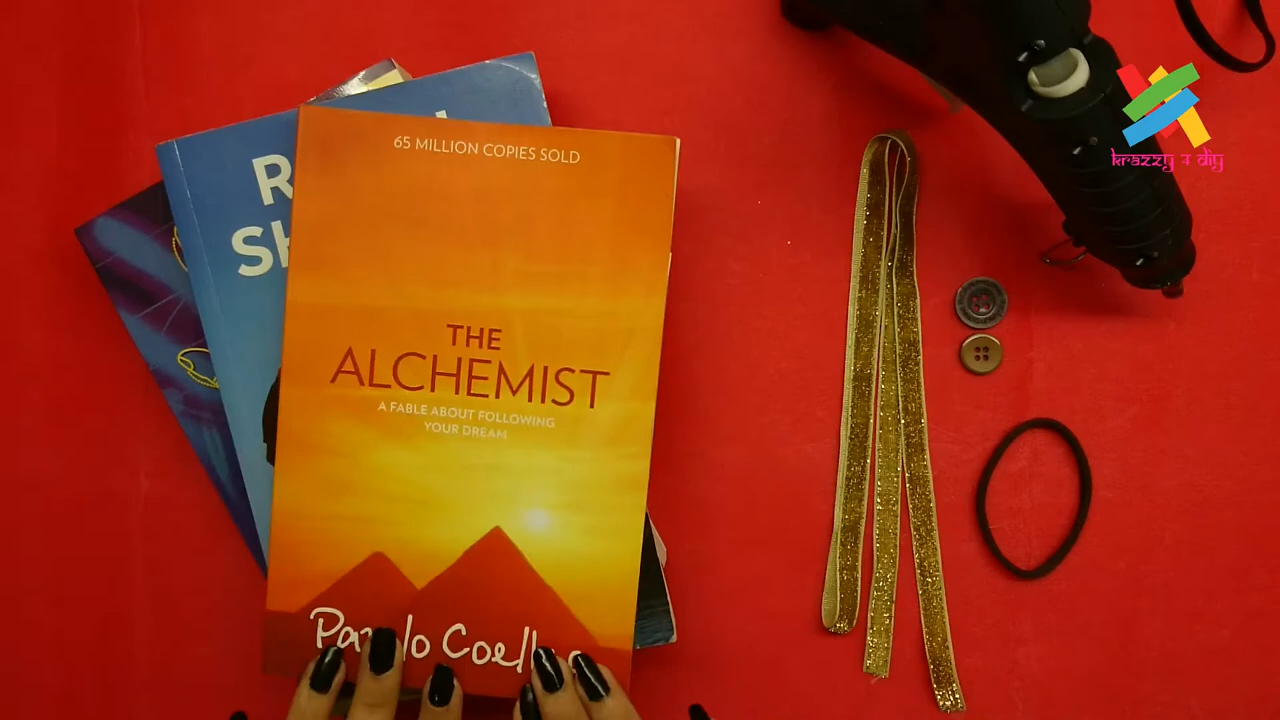 65 MILLION COPIES SOLD
THE
ALCHEMIST
A FABLE ABOUT FOLLOWING
YOUR DREAM
krazzy 4 diy